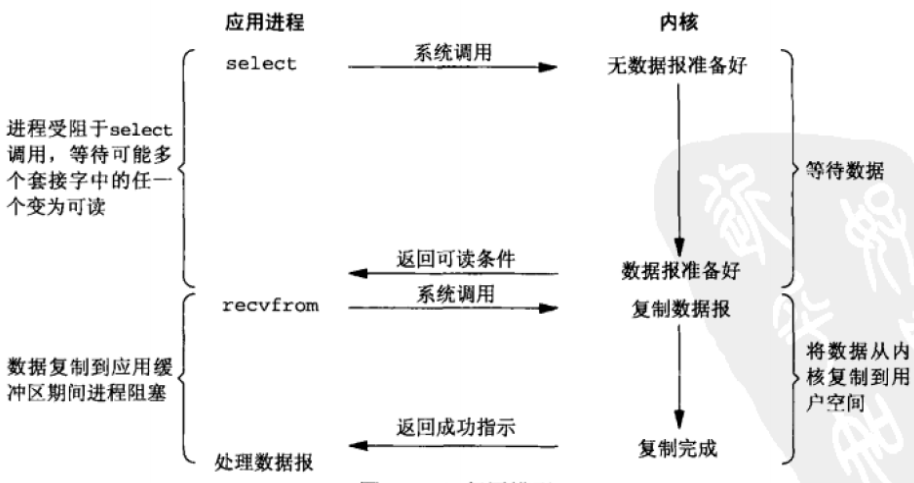 应用进程
内核
select
系统调用
无数据报准备好
进程受阻于select
调用，等待可能多
个套接字中的任一
个变为可读
等待数据
返回可读条件
数据报准备好
recvfrom
系统调用
复制数据报
数据复制到应用缓
冲区期间进程阻塞
将数据从内
核复制到用
户空间
返回成功指示
复制完成
处理数据报